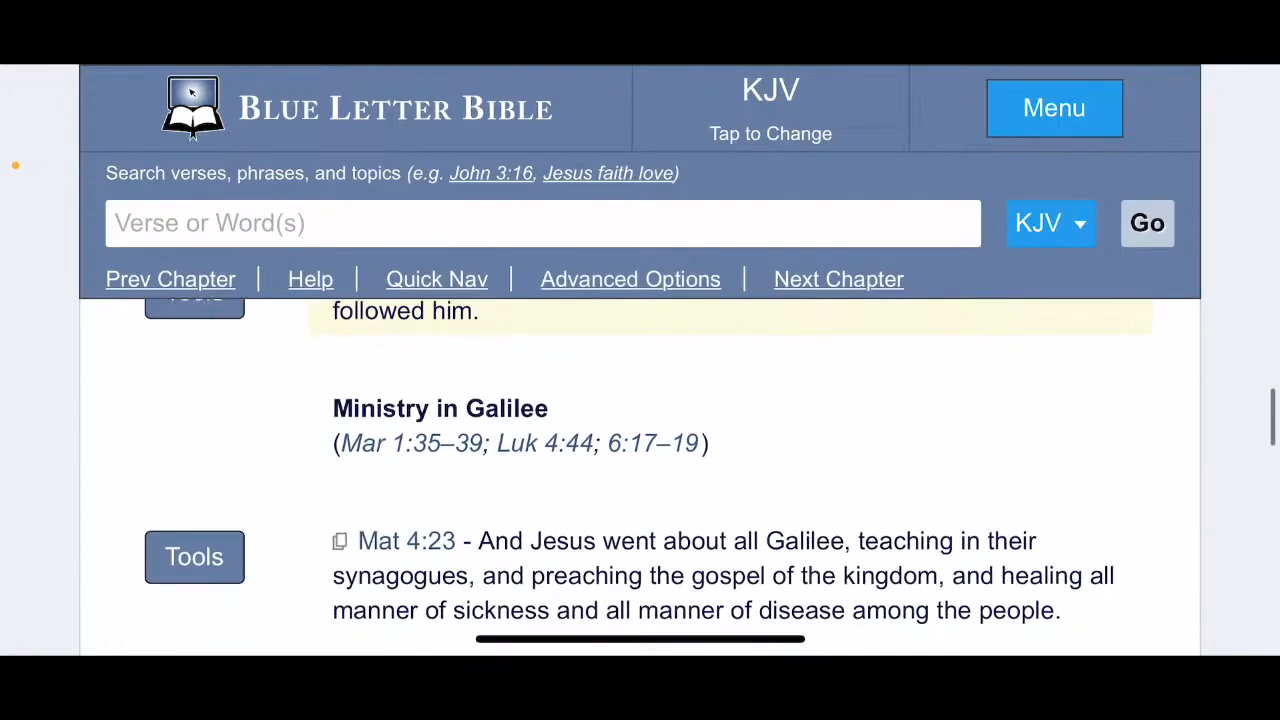 BLUE LETTER BIBLE
KJV
Tap to Change
Menu
Search verses, phrases, and topics (e.g. John 3:16, Jesus faith love)
Verse or Word(s)
KJV
Go
Prev Chapter | Help | Quick Nav | Advanced Options | Next Chapter
Tools
followed him.
Ministry in Galilee
(Mar 1:35–39; Luk 4:44; 6:17–19)
Tools
Mat 4:23 - And Jesus went about all Galilee, teaching in their
synagogues, and preaching the gospel of the kingdom, and healing all
manner of sickness and all manner of disease among the people.